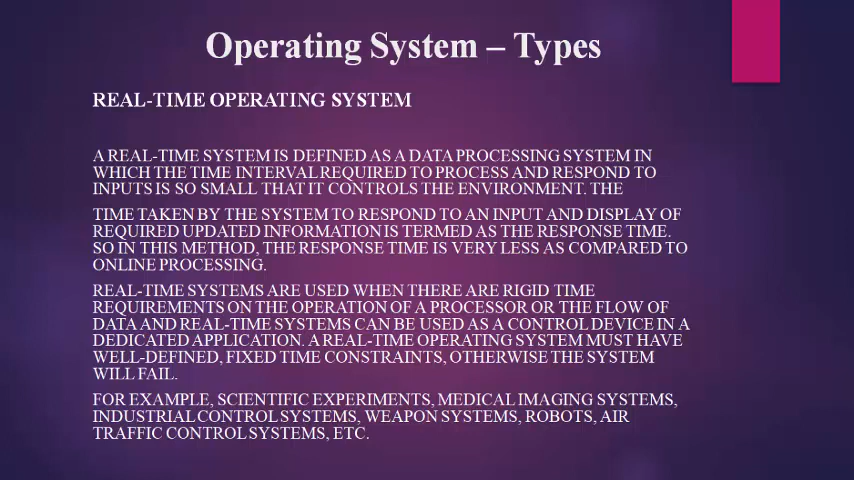 Operating System – Types
REAL-TIME OPERATING SYSTEM
A REAL-TIME SYSTEM IS DEFINED AS A DATA PROCESSING SYSTEM IN
WHICH THE TIME INTERVAL REQUIRED TO PROCESS AND RESPOND TO
INPUTS IS SO SMALL THAT IT CONTROLS THE ENVIRONMENT. THE
TIME TAKEN BY THE SYSTEM TO RESPOND TO AN INPUT AND DISPLAY OF
REQUIRED UPDATED INFORMATION IS TERMED AS THE RESPONSE TIME.
SO IN THIS METHOD, THE RESPONSE TIME IS VERY LESS AS COMPARED TO
ONLINE PROCESSING.
REAL-TIME SYSTEMS ARE USED WHEN THERE ARE RIGID TIME
REQUIREMENTS ON THE OPERATION OF A PROCESSOR OR THE FLOW OF
DATA AND REAL-TIME SYSTEMS CAN BE USED AS A CONTROL DEVICE IN A
DEDICATED APPLICATION. A REAL-TIME OPERATING SYSTEM MUST HAVE
WELL-DEFINED, FIXED TIME CONSTRAINTS, OTHERWISE THE SYSTEM
WILL FAIL.
FOR EXAMPLE, SCIENTIFIC EXPERIMENTS, MEDICAL IMAGING SYSTEMS,
INDUSTRIAL CONTROL SYSTEMS, WEAPON SYSTEMS, ROBOTS, AIR
TRAFFIC CONTROL SYSTEMS, ETC.